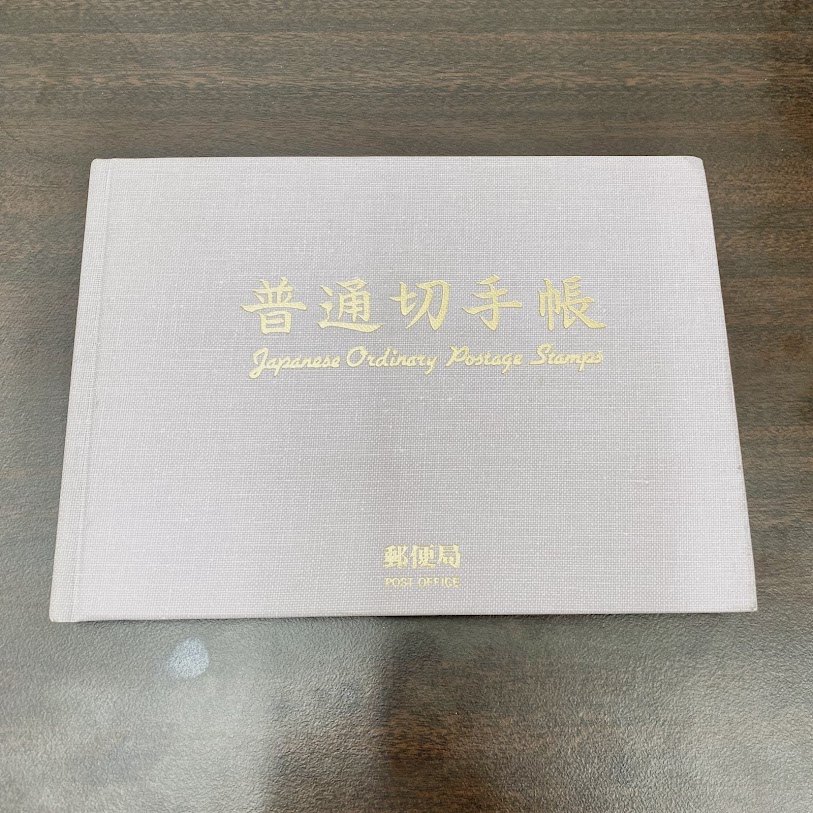 普通切手帳
Japanese Ordinary Postage Stamps
郵便局
POST OFFICE